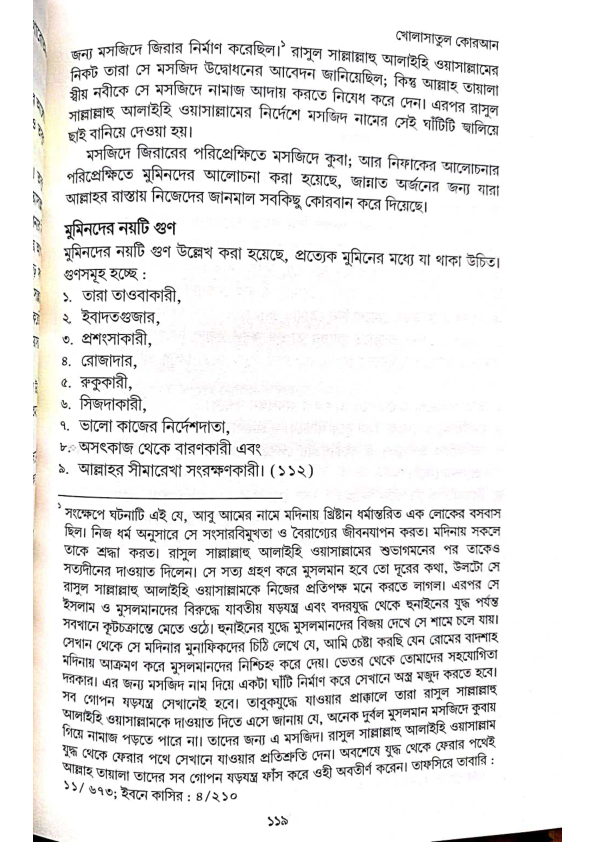 খোলাসাতুল কোরআন
জন্য মসজিদে জিরার নির্মাণ করেছিল।১ রাসুল সাল্লাল্লাহু আলাইহি ওয়াসাল্লামের
নিকট তারা সে মসজিদ উদ্বোধনের আবেদন জানিয়েছিল; কিন্তু আল্লাহ তায়ালা
স্বীয় নবীকে সে মসজিদে নামাজ আদায় করতে নিষেধ করে দেন। এরপর রাসুল
সাল্লাল্লাহু আলাইহি ওয়াসাল্লামের নির্দেশে মসজিদ নামের সেই ঘাঁটিটি জ্বালিয়ে
ছাই বানিয়ে দেওয়া হয়।
মসজিদে জিরারের পরিপ্রেক্ষিতে মসজিদে কুবা; আর নিফাকের আলোচনার
পরিপ্রেক্ষিতে মুমিনদের আলোচনা করা হয়েছে, জান্নাত অর্জনের জন্য যারা
আল্লাহর রাস্তায় নিজেদের জানমাল সবকিছু কোরবান করে দিয়েছে।
মুমিনদের নয়টি গুণ
মুমিনদের নয়টি গুণ উল্লেখ করা হয়েছে, প্রত্যেক মুমিনের মধ্যে যা থাকা উচিত।
গুণসমূহ হচ্ছে :
১. তারা তাওবাকারী,
২. ইবাদতগুজার,
৩. প্রশংসাকারী,
৪. রোজাদার,
৫. রুকুকারী,
৬. সিজদাকারী,
৭. ভালো কাজের নির্দেশদাতা,
৮. অসৎকাজ থেকে বারণকারী এবং
৯. আল্লাহর সীমারেখা সংরক্ষণকারী। (১১২)
১ সংক্ষেপে ঘটনাটি এই যে, আবু আমের নামে মদিনায় খ্রিষ্টান ধর্মান্তরিত এক লোকের বসবাস
ছিল। নিজ ধর্ম অনুসারে সে সংসারবিমুখতা ও বৈরাগ্যের জীবনযাপন করত। মদিনায় সকলে
তাকে শ্রদ্ধা করত। রাসুল সাল্লাল্লাহু আলাইহি ওয়াসাল্লামের শুভাগমনের পর তাকেও
সত্যদীনের দাওয়াত দিলেন। সে সত্য গ্রহণ করে মুসলমান হবে তো দূরের কথা, উলটো সে
রাসুল সাল্লাল্লাহু আলাইহি ওয়াসাল্লামকে নিজের প্রতিপক্ষ মনে করতে লাগল। এরপর সে
ইসলাম ও মুসলমানদের বিরুদ্ধে যাবতীয় ষড়যন্ত্র এবং বদরযুদ্ধ থেকে হুনাইনের যুদ্ধ পর্যন্ত
সবখানে কূটচক্রান্তে মেতে ওঠে। হুনাইনের যুদ্ধে মুসলমানদের বিজয় দেখে সে শামে চলে যায়।
সেখান থেকে সে মদিনার মুনাফিকদের চিঠি লেখে যে, আমি চেষ্টা করছি যেন রোমের বাদশাহ
মদিনায় আক্রমণ করে মুসলমানদের নিশ্চিহ্ন করে দেয়। ভেতর থেকে তোমাদের সহযোগিতা
দরকার। এর জন্য মসজিদ নাম দিয়ে একটা ঘাঁটি নির্মাণ করে সেখানে অস্ত্র মজুদ করতে হবে।
সব গোপন ষড়যন্ত্র সেখানেই হবে। তাবুকযুদ্ধে যাওয়ার প্রাক্কালে তারা রাসুল সাল্লাল্লাহু
আলাইহি ওয়াসাল্লামকে দাওয়াত দিতে এসে জানায় যে, অনেক দুর্বল মুসলমান মসজিদে কুবায়
গিয়ে নামাজ পড়তে পারে না। তাদের জন্য এ মসজিদ। রাসুল সাল্লাল্লাহু আলাইহি ওয়াসাল্লাম
যুদ্ধ থেকে ফেরার পথে সেখানে যাওয়ার প্রতিশ্রুতি দেন। অবশেষে যুদ্ধ থেকে ফেরার পথেই
আল্লাহ তায়ালা তাদের সব গোপন ষড়যন্ত্র ফাঁস করে ওহী অবতীর্ণ করেন। তাফসিরে তাবারি :
১১/ ৬৭৩; ইবনে কাসির : ৪/২১০
১১৯